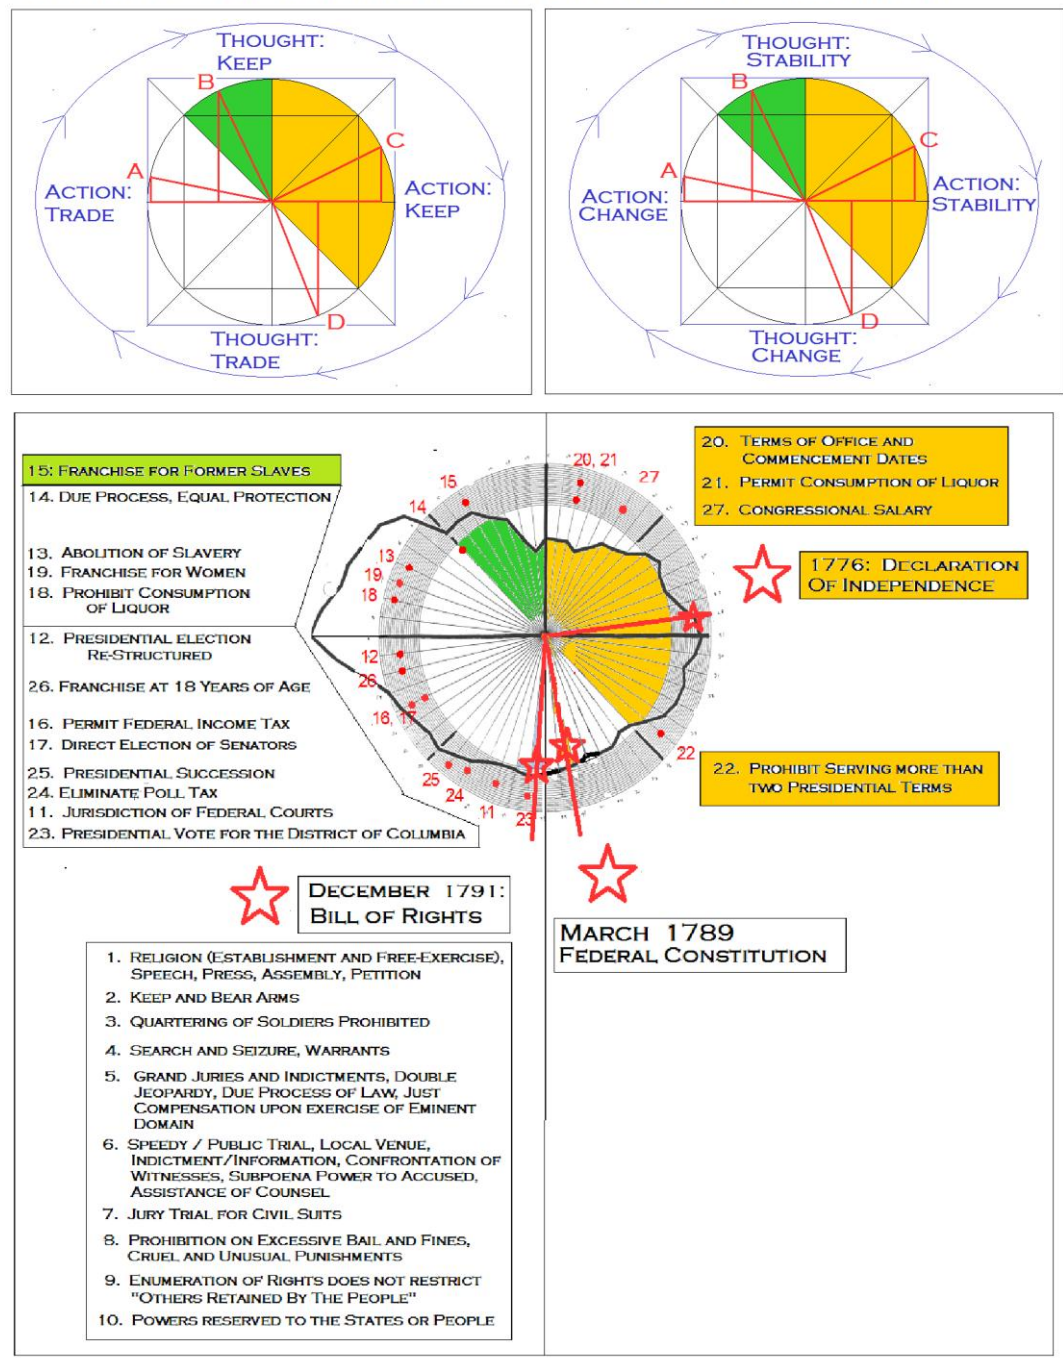 THOUGHT:
KEEP
B
A
C
ACTION:
TRADE
ACTION:
KEEP
D
THOUGHT:
TRADE
THOUGHT:
STABILITY
B
A
C
ACTION:
CHANGE
ACTION:
STABILITY
D
THOUGHT:
CHANGE
15: FRANCHISE FOR FORMER SLAVES
14. DUE PROCESS, EQUAL PROTECTION
13. ABOLITION OF SLAVERY
19. FRANCHISE FOR WOMEN
18. PROHIBIT CONSUMPTION
OF LIQUOR
12. PRESIDENTIAL ELECTION
RE-STRUCTURED
26. FRANCHISE AT 18 YEARS OF AGE
16. PERMIT FEDERAL INCOME TAX
17. DIRECT ELECTION OF SENATORS
25. PRESIDENTIAL SUCCESSION
24. ELIMINATE POLL TAX
11. JURISDICTION OF FEDERAL COURTS
23. PRESIDENTIAL VOTE FOR THE DISTRICT OF COLUMBIA
20, 21
27
15
14
13
19
18
12
26
16, 17
25
24
11
23
22
20. TERMS OF OFFICE AND
COMMENCEMENT DATES
21. PERMIT CONSUMPTION OF LIQUOR
27. CONGRESSIONAL SALARY
1776: DECLARATION
OF INDEPENDENCE
22. PROHIBIT SERVING MORE THAN
TWO PRESIDENTIAL TERMS
DECEMBER 1791:
BILL OF RIGHTS
MARCH 1789
FEDERAL CONSTITUTION
1. RELIGION (ESTABLISHMENT AND FREE-EXERCISE),
SPEECH, PRESS, ASSEMBLY, PETITION
2. KEEP AND BEAR ARMS
3. QUARTERING OF SOLDIERS PROHIBITED
4. SEARCH AND SEIZURE, WARRANTS
5. GRAND JURIES AND INDICTMENTS, DOUBLE
JEOPARDY, DUE PROCESS OF LAW, JUST
COMPENSATION UPON EXERCISE OF EMINENT
DOMAIN
6. SPEEDY / PUBLIC TRIAL, LOCAL VENUE,
INDICTMENT/INFORMATION, CONFRONTATION OF
WITNESSES, SUBPOENA POWER TO ACCUSED,
ASSISTANCE OF COUNSEL
7. JURY TRIAL FOR CIVIL SUITS
8. PROHIBITION ON EXCESSIVE BAIL AND FINES,
CRUEL AND UNUSUAL PUNISHMENTS
9. ENUMERATION OF RIGHTS DOES NOT RESTRICT
"OTHERS RETAINED BY THE PEOPLE"
10. POWERS RESERVED TO THE STATES OR PEOPLE